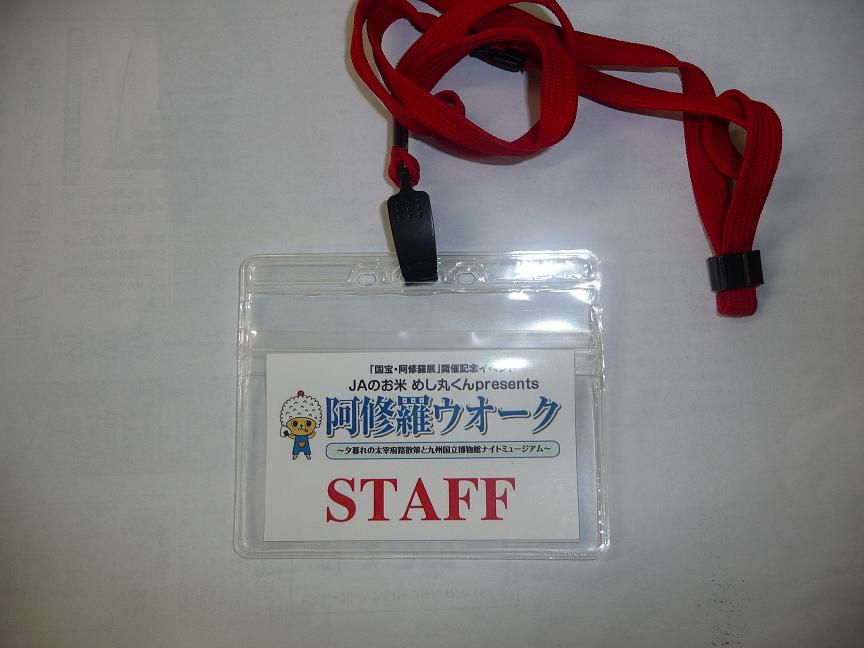 「国宝・阿修羅展」開催記念イベント
JAのお米 めし丸くんpresents
阿修羅ウオーク
～夕暮れの太宰府路散策と九州国立博物館ナイトミュージアム～
STAFF